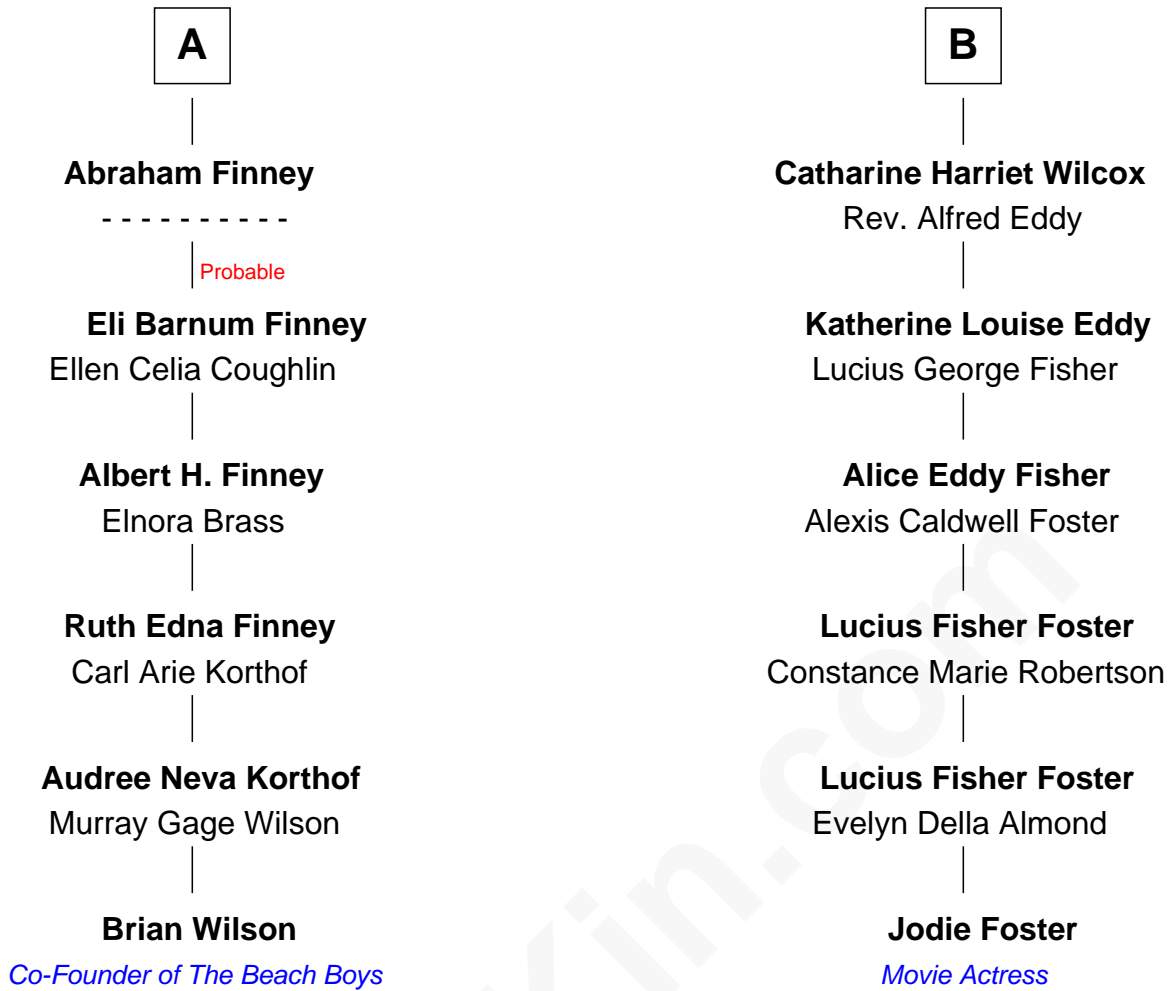 A
Abraham Finney
- - - - - - - - - -
Probable
Eli Barnum Finney
Ellen Celia Coughlin
Albert H. Finney
Elnora Brass
Ruth Edna Finney
Carl Arie Korthof
Audree Neva Korthof
Murray Gage Wilson
Brian Wilson
Co-Founder of The Beach Boys
B
Catharine Harriet Wilcox
Rev. Alfred Eddy
Katherine Louise Eddy
Lucius George Fisher
Alice Eddy Fisher
Alexis Caldwell Foster
Lucius Fisher Foster
Constance Marie Robertson
Lucius Fisher Foster
Evelyn Della Almond
Jodie Foster
Movie Actress
Kin.com